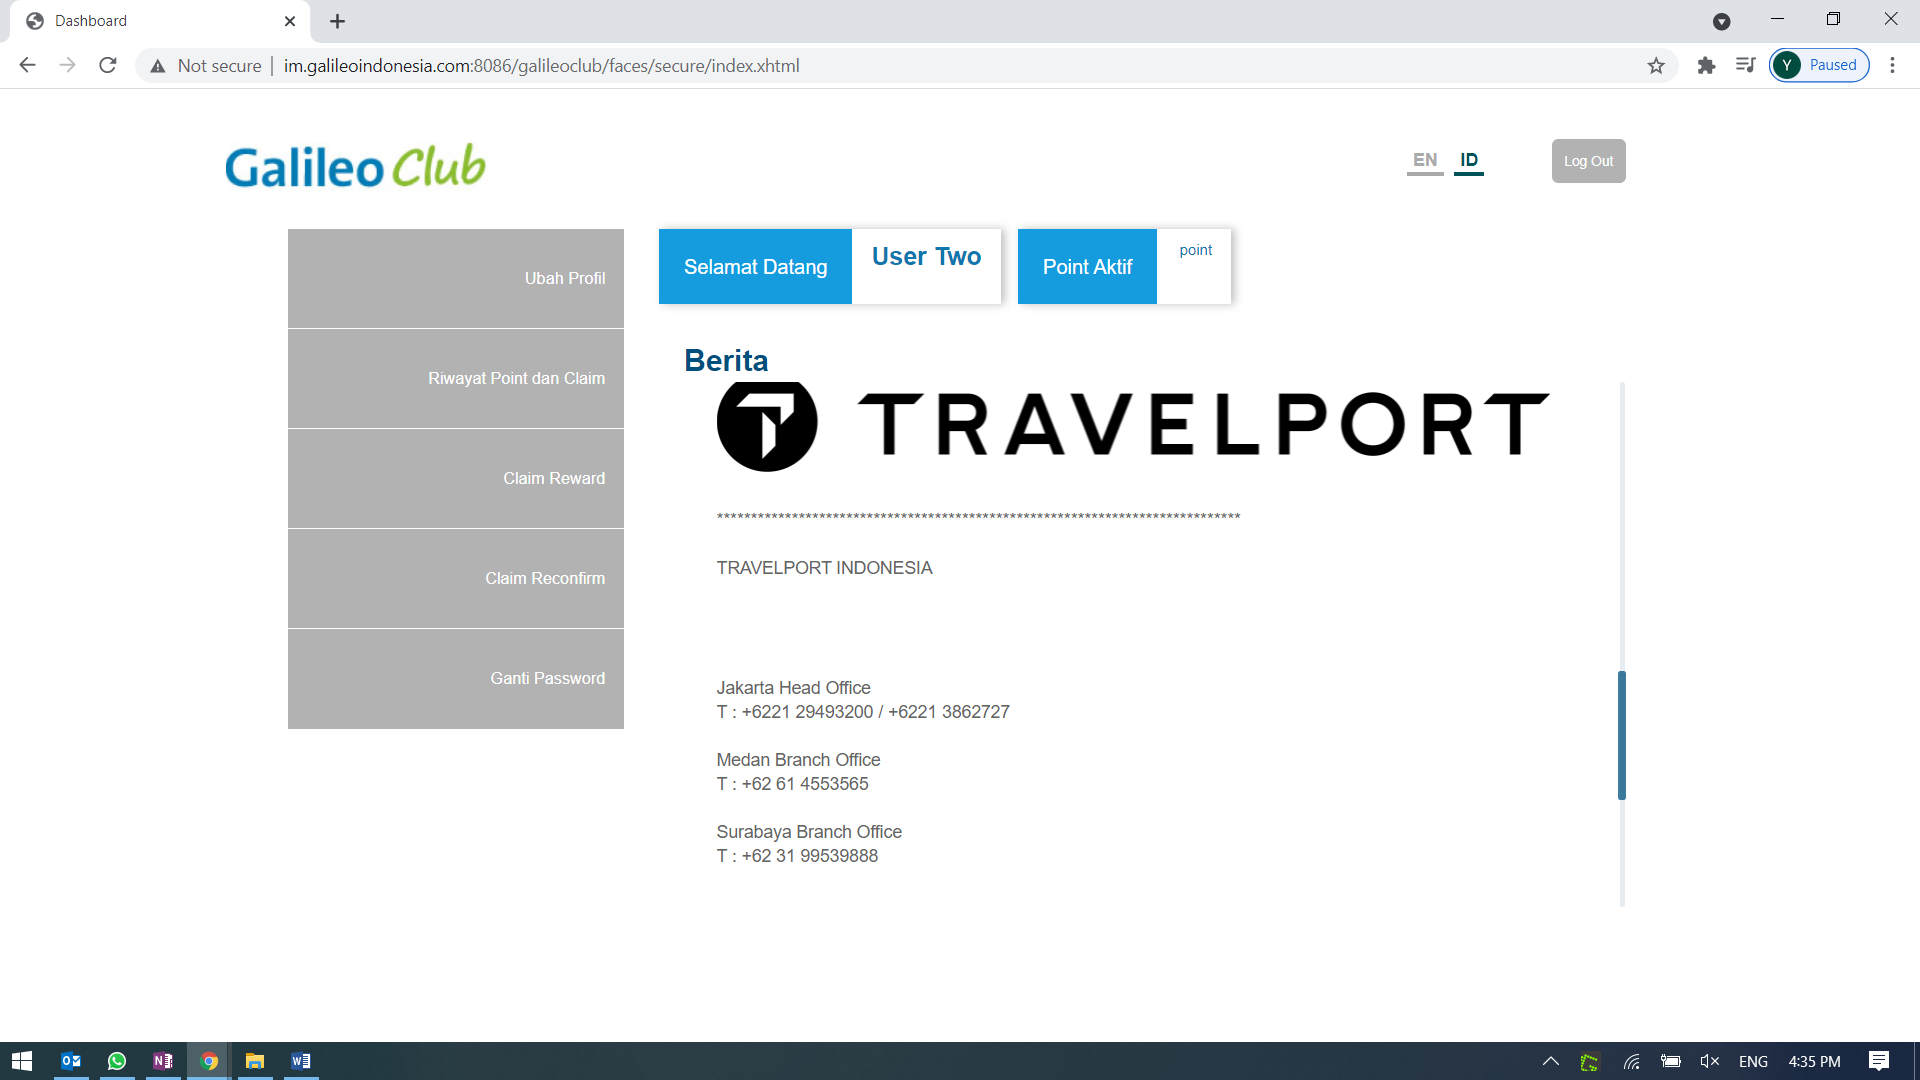 Dashboard
Not secure
im.galileoindonesia.com:8086/galileoclub/faces/secure/index.xhtml
Y Paused
Galileo Club
EN ID
Log Out
Ubah Profil
Riwayat Point dan Claim
Claim Reward
Claim Reconfirm
Ganti Password
Selamat Datang
User Two
Point Aktif
point
Berita
TRAVELPORT
*******************************************************************************
TRAVELPORT INDONESIA
Jakarta Head Office
T : +6221 29493200 / +6221 3862727
Medan Branch Office
T : +62 61 4553565
Surabaya Branch Office
T : +62 31 99539888
ENG
4:35 PM